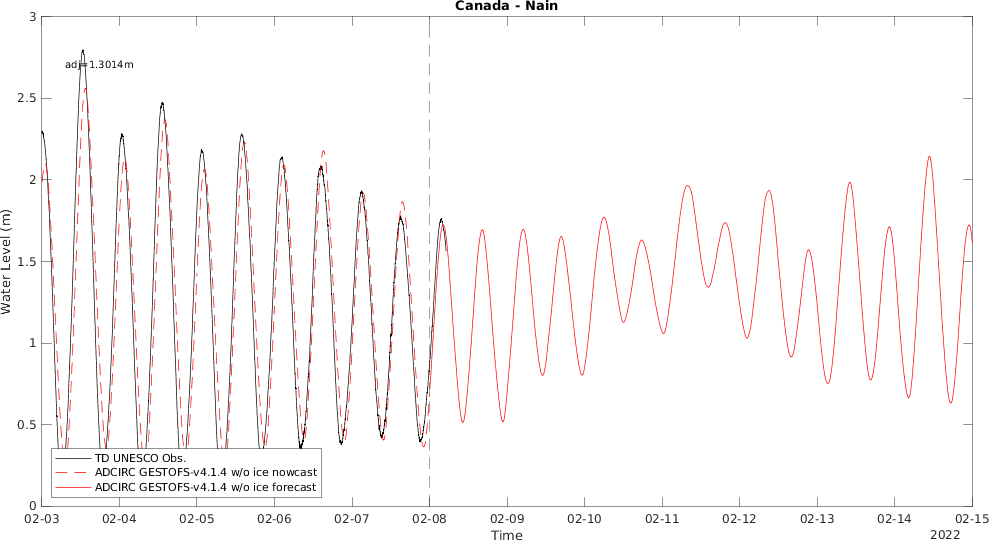 Canada - Nain
adj=1.3014m
Water Level (m)
3
2.5
2
1.5
1
0.5
0
TD UNESCO Obs.
ADCIRC GESTOFS-v4.1.4 w/o ice nowcast
ADCIRC GESTOFS-v4.1.4 w/o ice forecast
02-03 02-04 02-05 02-06 02-07 02-08 02-09 02-10 02-11 02-12 02-13 02-14 02-15
Time
2022